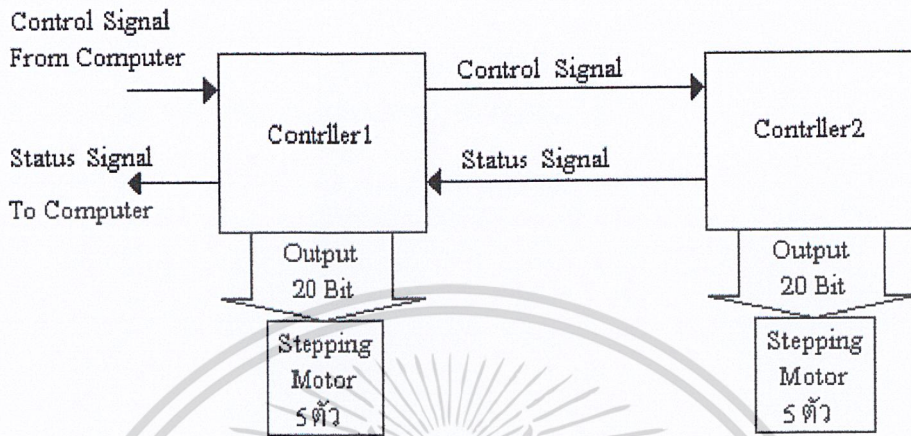 Control Signal
From Computer
Control Signal
Contrller1
Contrller2
Status Signal
Status Signal
To Computer
Output
20 Bit
Output
20 Bit
Stepping
Motor
5 ตัว
Stepping
Motor
5 ตัว